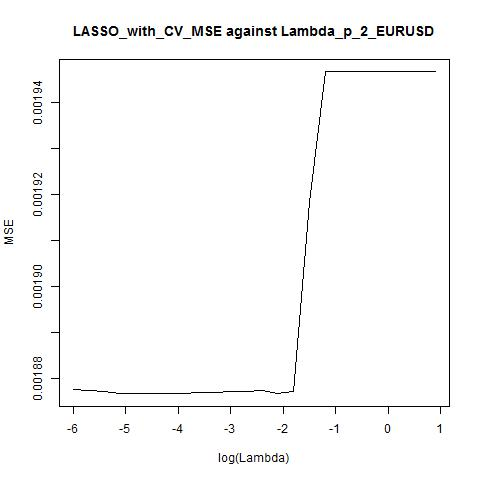 LASSO_with_CV_MSE against Lambda_p_2_EURUSD
MSE
0.00194
0.00192
0.00190
0.00188
-6 -5 -4 -3 -2 -1 0 1
log(Lambda)